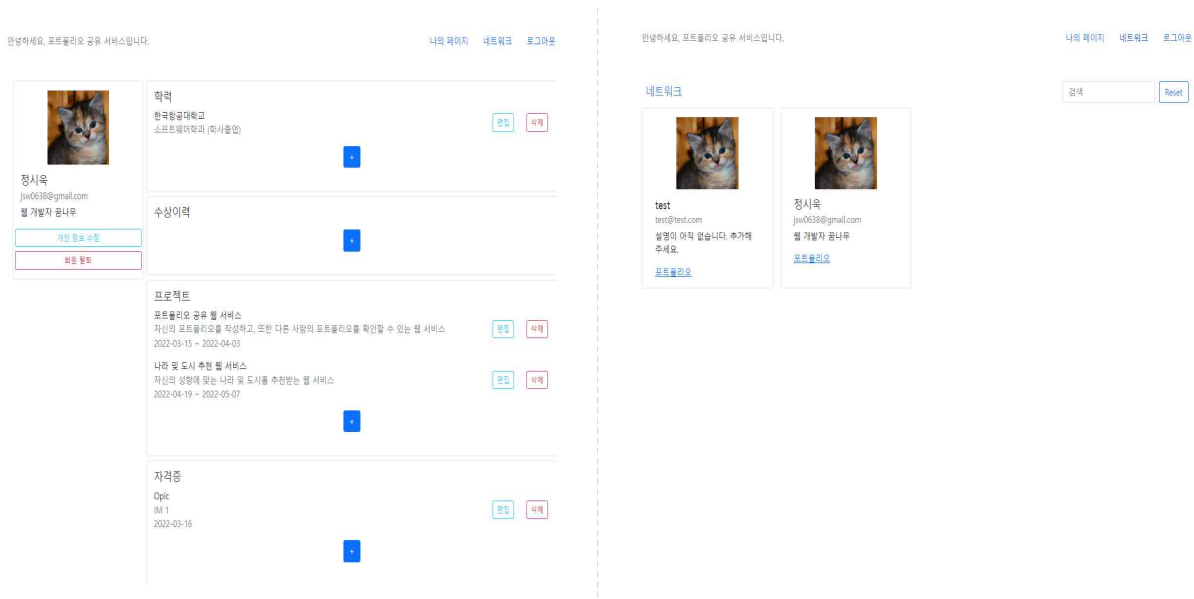 안녕하세요, 포트폴리오 공유 서비스입니다.
나의 페이지 네트워크 로그아웃
정시욱
jsw0638@gmail.com
웹 개발자 꿈나무
개인 정보 수정
회원 탈퇴
학력
한국항공대학교
소프트웨어학과 (학사졸업)
편집 삭제
+
수상이력
+
프로젝트
포트폴리오 공유 웹 서비스
자신의 포트폴리오를 작성하고, 또한 다른 사람의 포트폴리오를 확인할 수 있는 웹 서비스
2022-03-15 ~ 2022-04-03
편집 삭제
나라 및 도시 추천 웹 서비스
자신의 성향에 맞는 나라 및 도시를 추천받는 웹 서비스
2022-04-19 ~ 2022-05-07
편집 삭제
+
자격증
Opic
IM 1
2022-03-16
편집 삭제
+
안녕하세요, 포트폴리오 공유 서비스입니다.
나의 페이지 네트워크 로그아웃
네트워크
검색 Reset
test
test@test.com
설명이 아직 없습니다. 추가해
주세요.
포트폴리오
정시욱
jsw0638@gmail.com
웹 개발자 꿈나무
포트폴리오